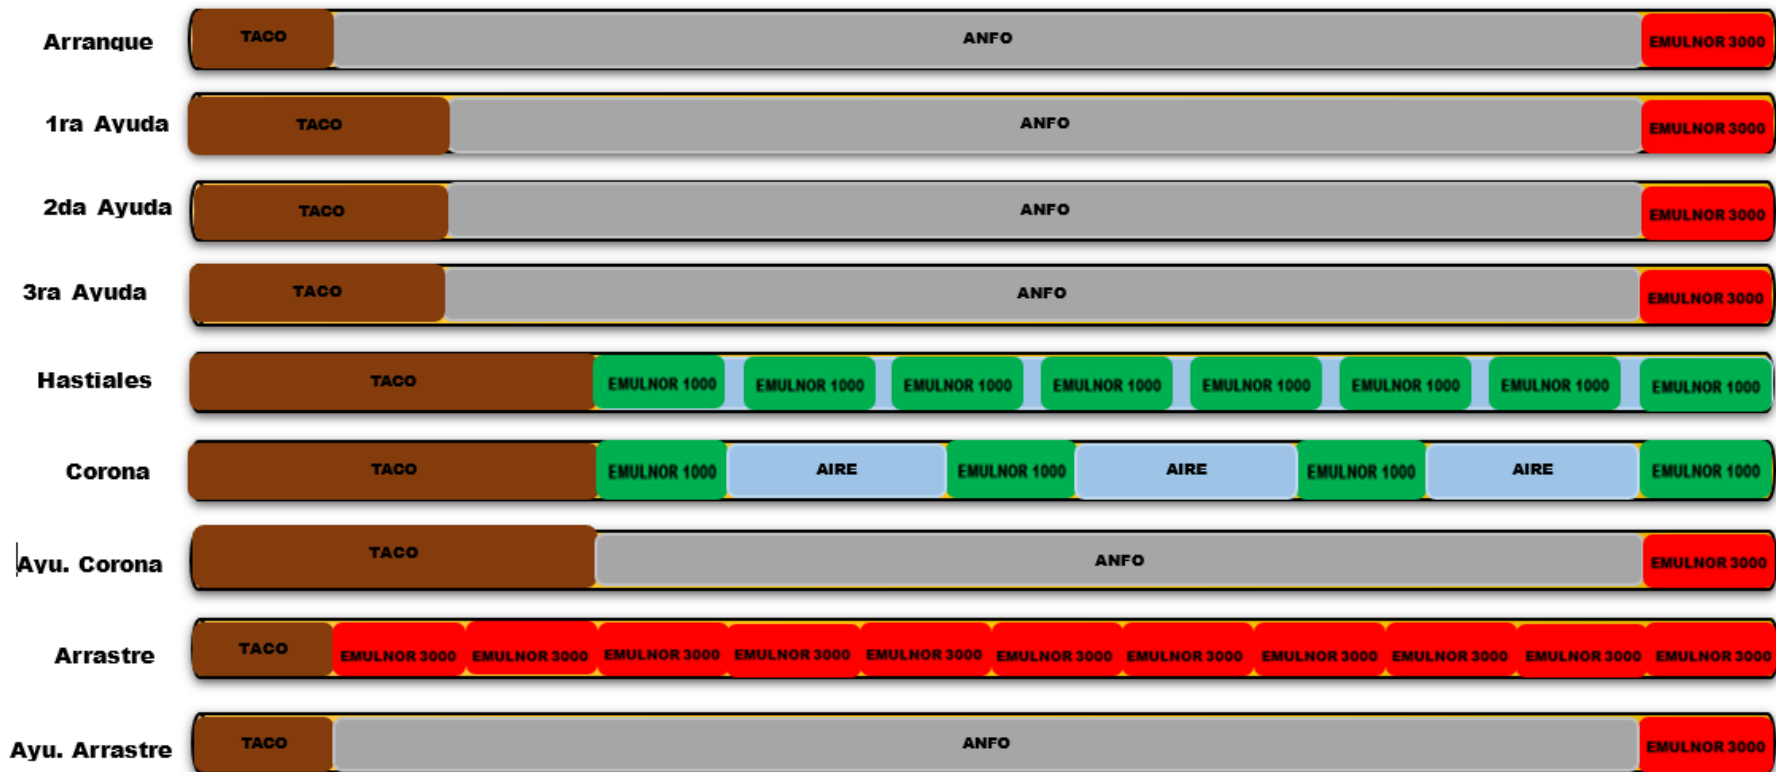 Arranque TACO ANFO EMULNOR 3000
1ra Ayuda TACO ANFO EMULNOR 3000
2da Ayuda TACO ANFO EMULNOR 3000
3ra Ayuda TACO ANFO EMULNOR 3000
Hastiales TACO EMULNOR 1000 EMULNOR 1000 EMULNOR 1000 EMULNOR 1000 EMULNOR 1000 EMULNOR 1000 EMULNOR 1000 EMULNOR 1000
Corona TACO EMULNOR 1000 AIRE EMULNOR 1000 AIRE EMULNOR 1000 AIRE EMULNOR 1000
Ayu. Corona TACO ANFO EMULNOR 3000
Arrastre TACO EMULNOR 3000 EMULNOR 3000 EMULNOR 3000 EMULNOR 3000 EMULNOR 3000 EMULNOR 3000 EMULNOR 3000 EMULNOR 3000 EMULNOR 3000 EMULNOR 3000 EMULNOR 3000
Ayu. Arrastre TACO ANFO EMULNOR 3000